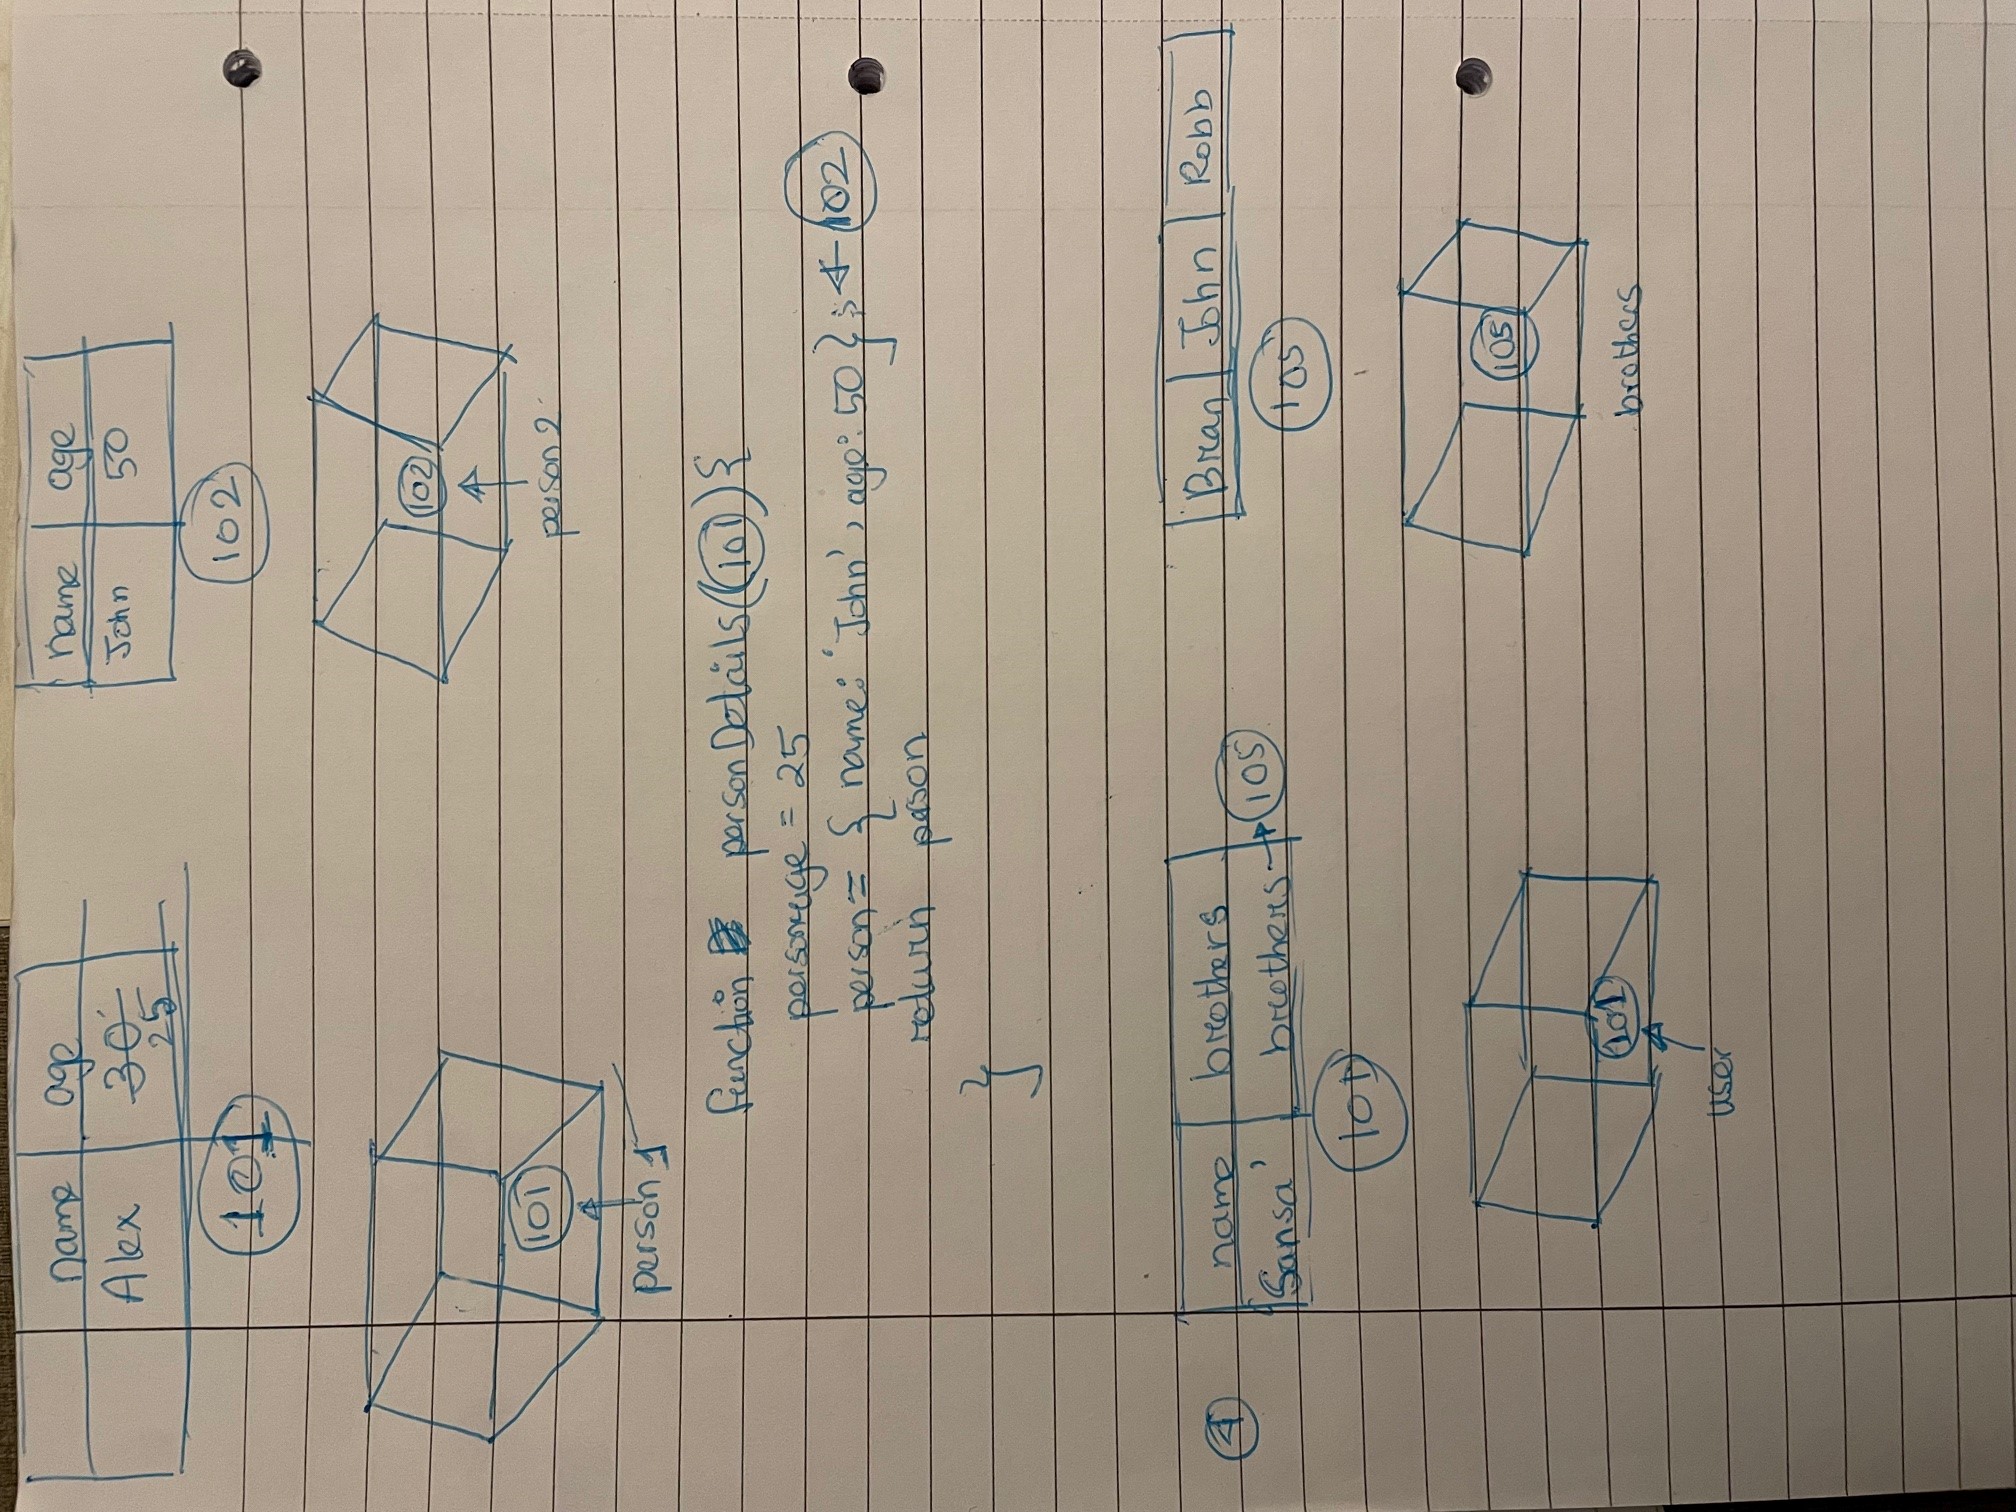 name age
Alex 30 25
101
name age
John 50
102
101
person 1
102
person 2
function personDetails((101)){
person.age = 25
person = { name: 'John', age: 50 }; ← 102
return person
}
4
name brothers
'Sansa' brothers → 105
101
Bran John Robb
105
101
user
105
brothers